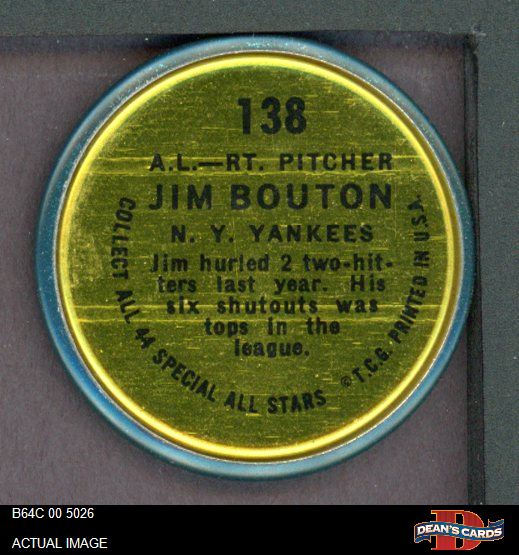 138
A.L.—RT. PITCHER
JIM BOUTON
N. Y. YANKEES
Jim hurled 2 two-hit-
ters last year. His
six shutouts was
tops in the
league.
COLLECT ALL 44 SPECIAL ALL STARS
©T.C.G. PRINTED IN U.S.A.
B64C 00 5026
ACTUAL IMAGE
D
DEAN'S CARDS